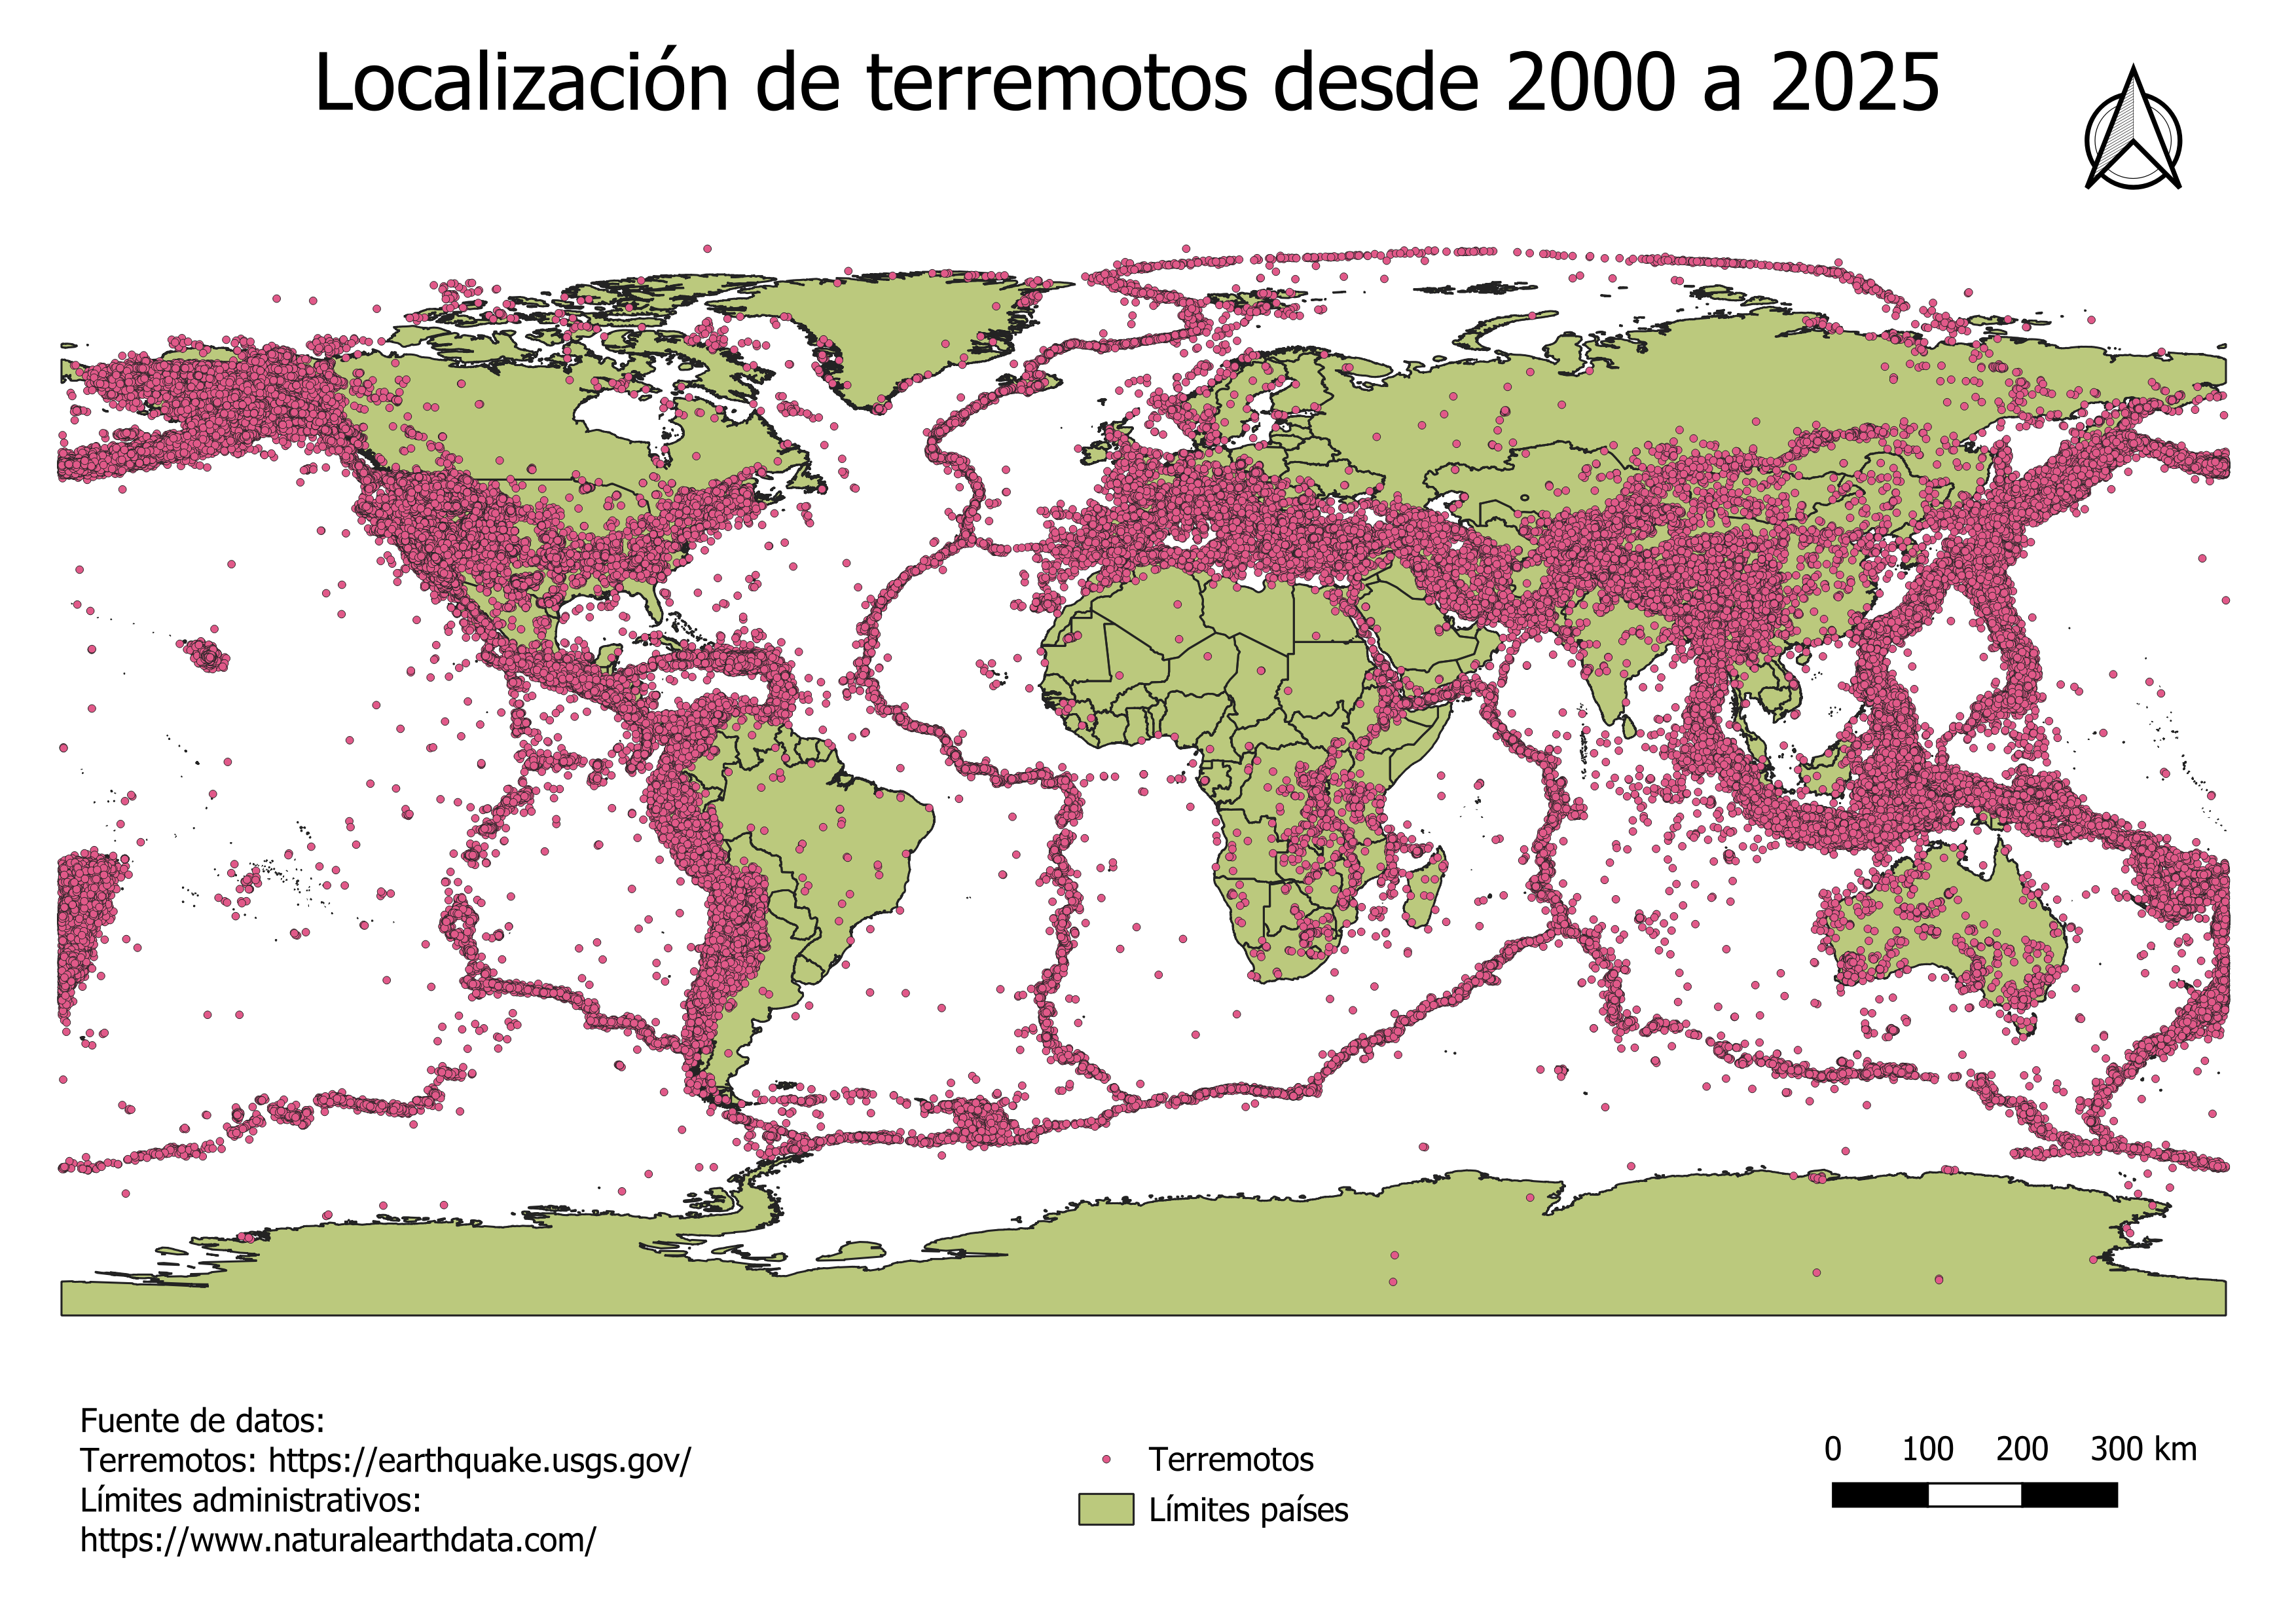 Localización de terremotos desde 2000 a 2025
Fuente de datos:
Terremotos: https://earthquake.usgs.gov/
Límites administrativos:
https://www.naturalearthdata.com/
Terremotos
Límites países
0 100 200 300 km